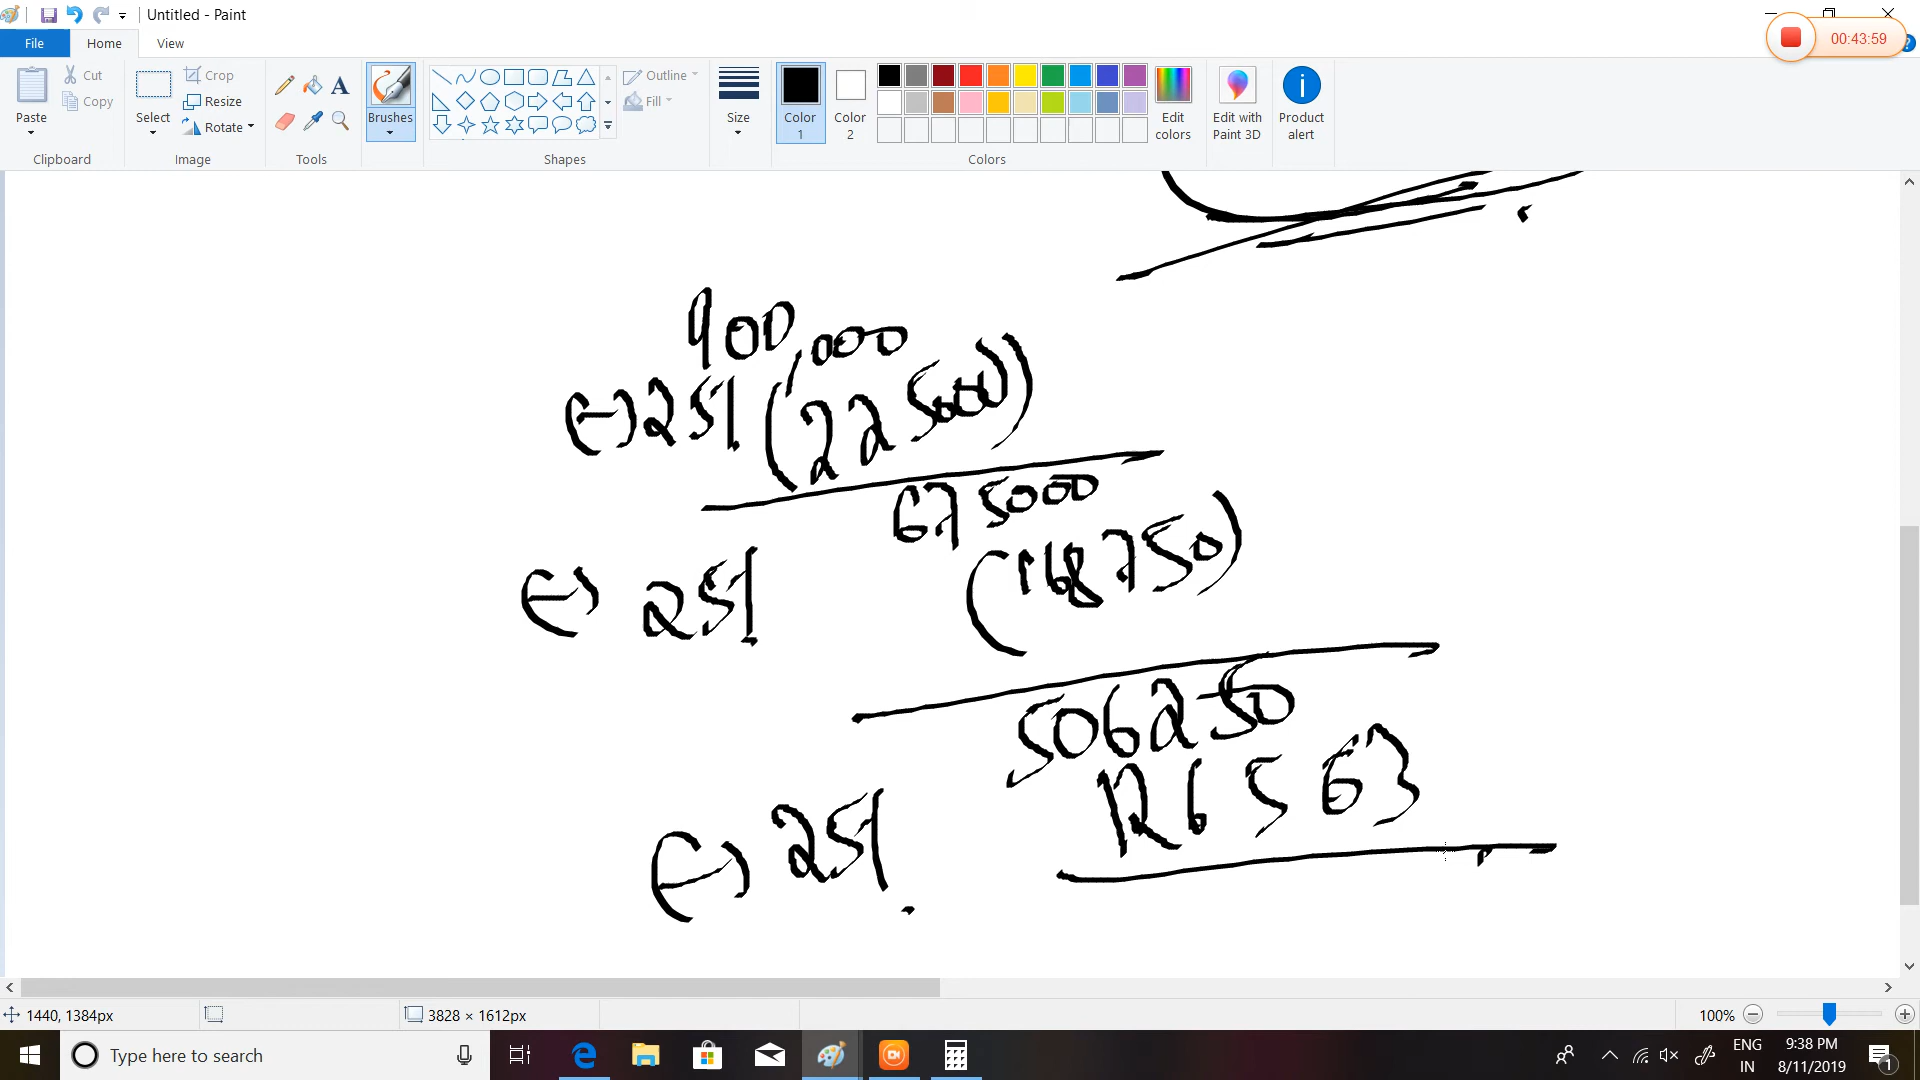 Untitled - Paint
00:43:59
File Home View
Paste Cut Copy Clipboard
Select Crop Resize Rotate Image
Tools
Brushes
Outline Fill Shapes
Size
Color 1 Color 2 Edit colors Colors
Edit with Paint 3D
Product alert
900,000
(-) 25% (225000)
675000
(-) 25% (168750)
506250
(-) 25% 126563
1440, 1384px
3828 × 1612px
100%
Type here to search
ENG IN
9:38 PM
8/11/2019
1